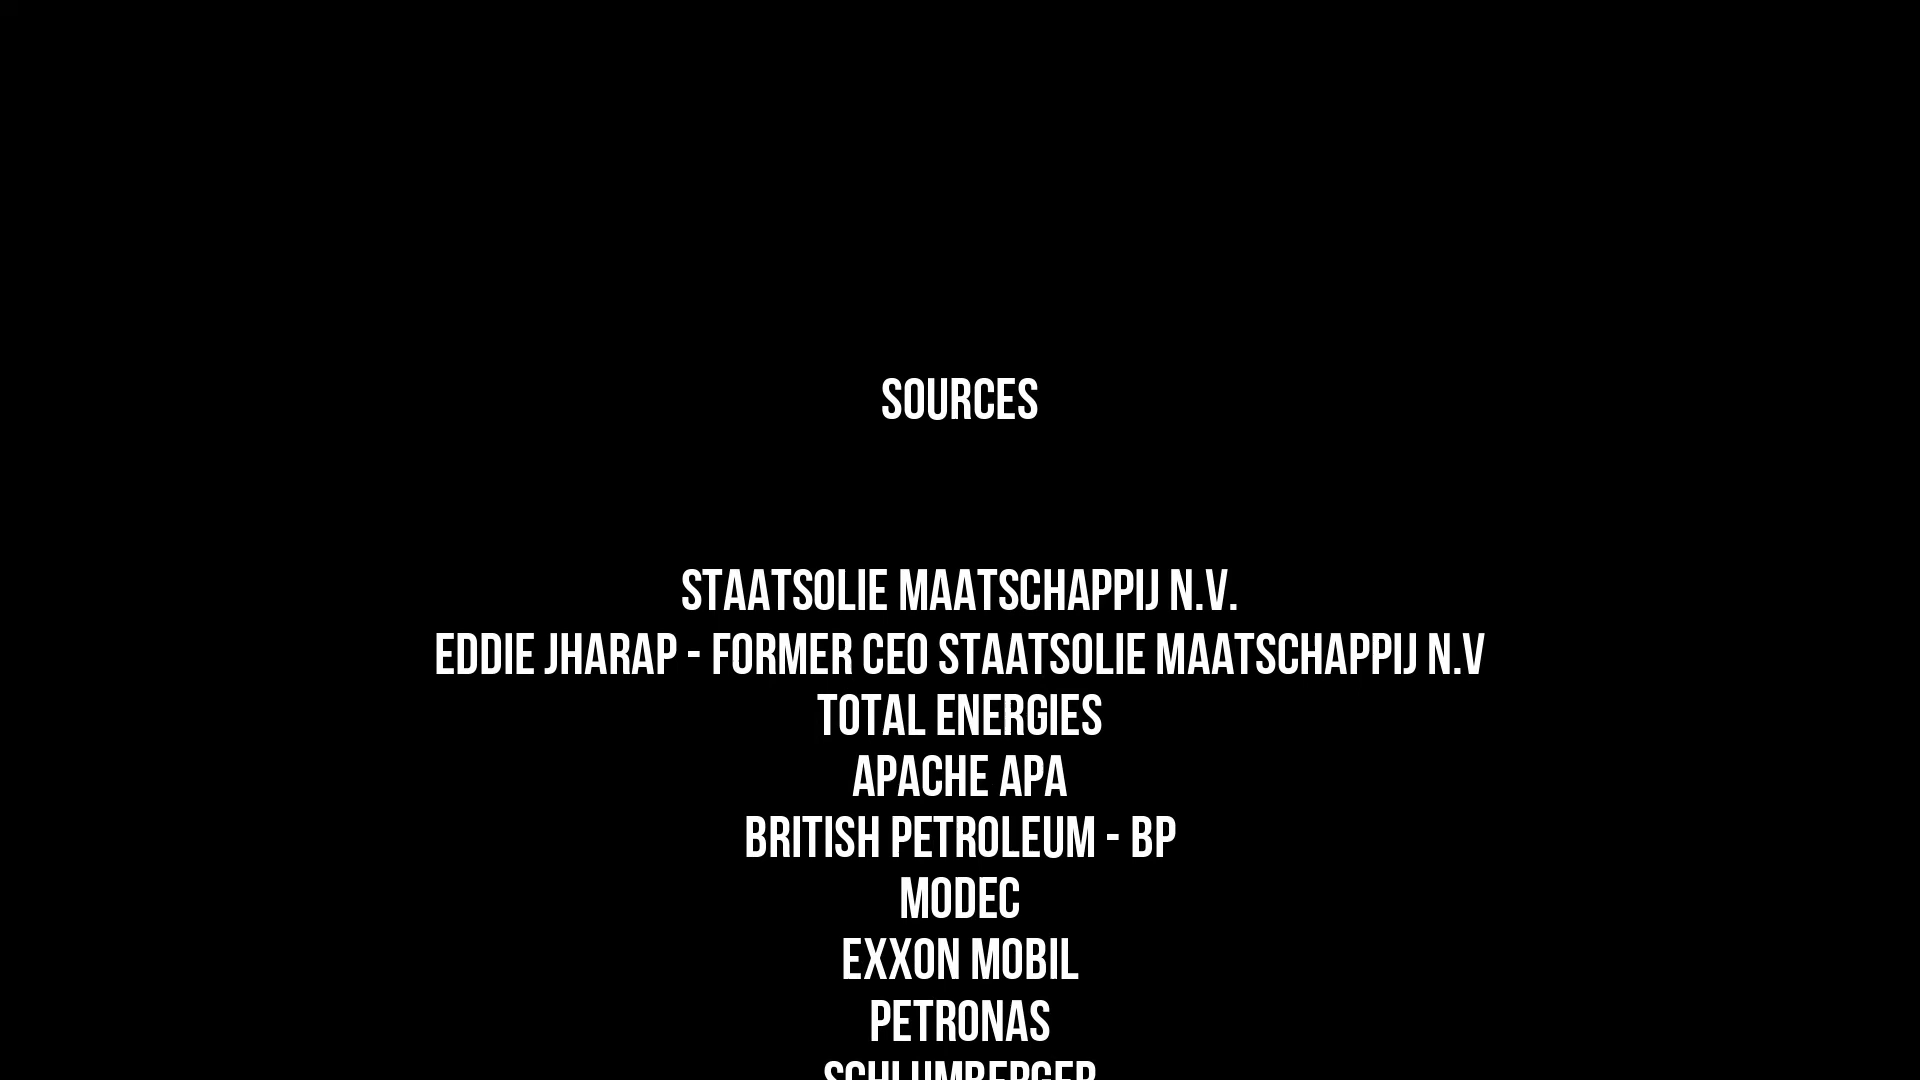 SOURCES
STAATSOLIE MAATSCHAPPIJ N.V.
EDDIE JHARAP - FORMER CEO STAATSOLIE MAATSCHAPPIJ N.V
TOTAL ENERGIES
APACHE APA
BRITISH PETROLEUM - BP
MODEC
EXXON MOBIL
PETRONAS
SCHLUMBERGER